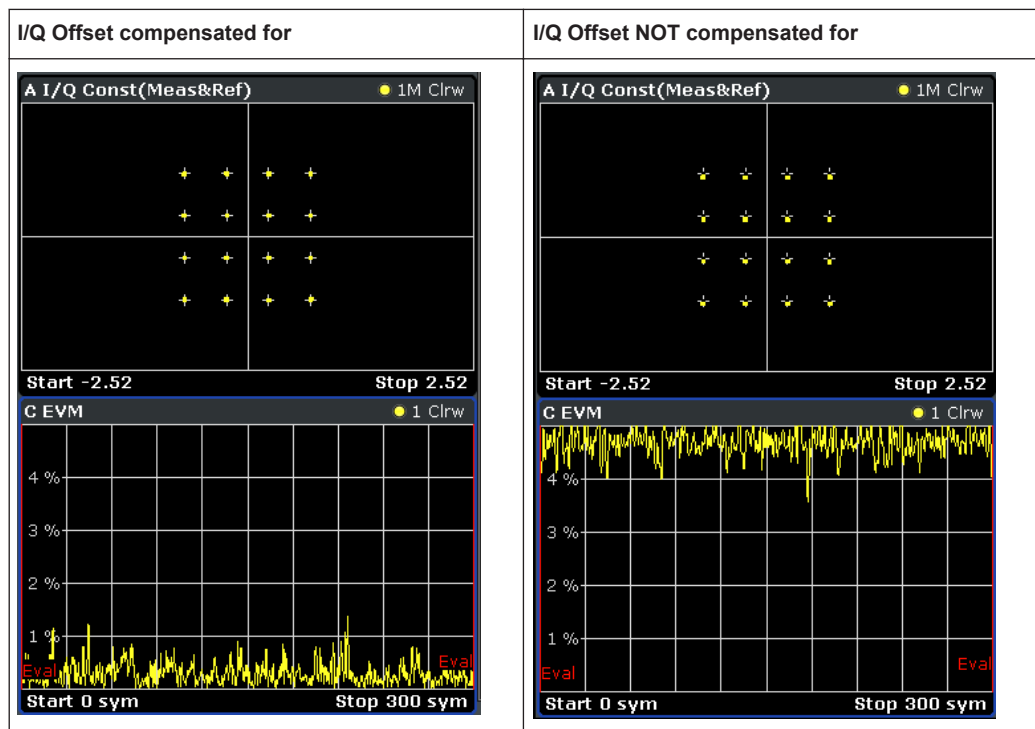 I/Q Offset compensated for
I/Q Offset NOT compensated for
A I/Q Const(Meas&Ref)
1M Clrw
Start -2.52
Stop 2.52
C EVM
1 Clrw
4 %
3 %
2 %
1 %
Eval
Eval
Start 0 sym
Stop 300 sym
A I/Q Const(Meas&Ref)
1M Clrw
Start -2.52
Stop 2.52
C EVM
1 Clrw
4 %
3 %
2 %
1 %
Eval
Eval
Start 0 sym
Stop 300 sym